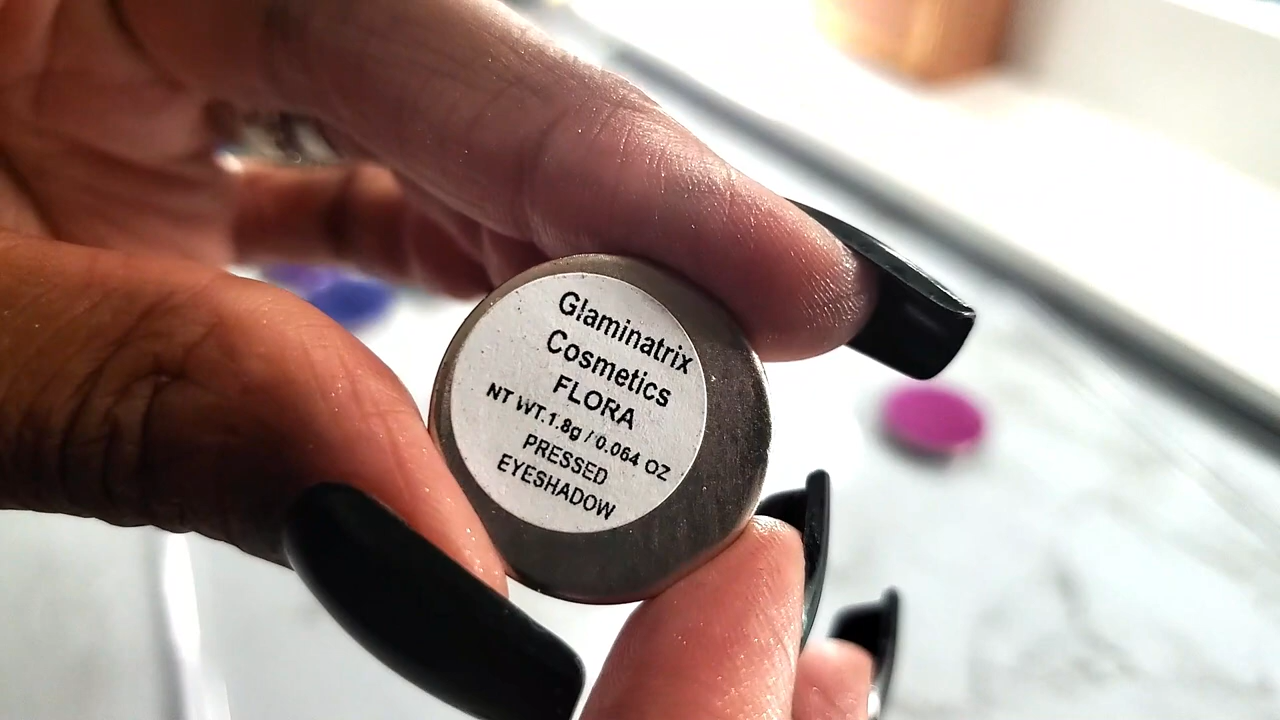 Glaminatrix
Cosmetics
FLORA
NT WT.1.8g / 0.064 OZ
PRESSED
EYESHADOW